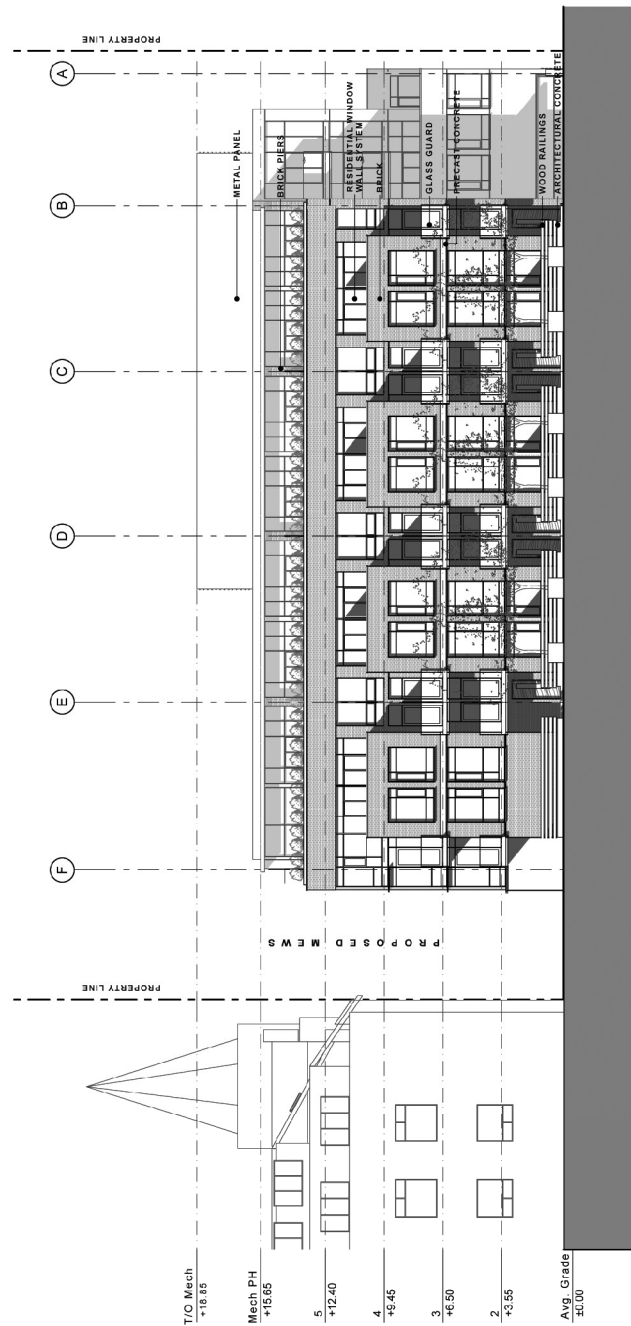 PROPERTY LINE
PROPERTY LINE
F
E
D
C
B
A
METAL PANEL
BRICK PIERS
RESIDENTIAL WINDOW
WALL SYSTEM
BRICK
GLASS GUARD
PRECAST CONCRETE
WOOD RAILINGS
ARCHITECTURAL CONCRETE
PROPOSED MEWS
T/O Mech
+18.85
Mech PH
+15.65
5
+12.40
4
+9.45
3
+6.50
2
+3.55
Avg. Grade
±0.00